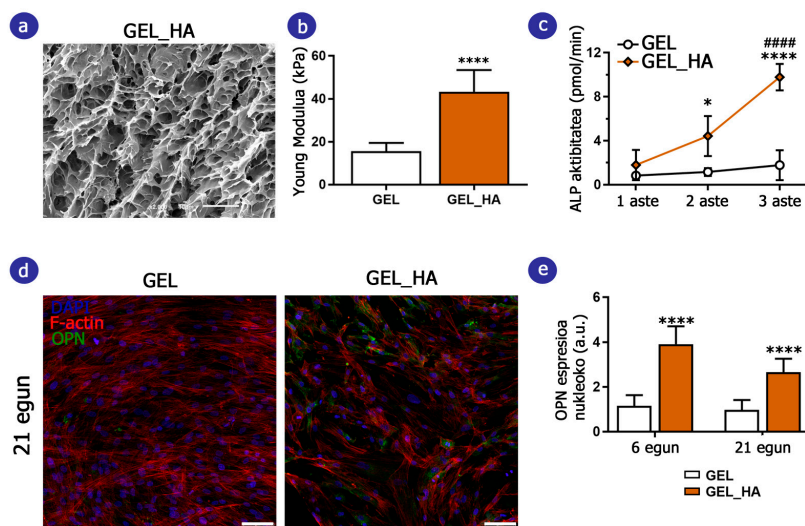 a
GEL_HA
b
Young Modulua (kPa)
60
40
20
0
****
GEL
GEL_HA
c
ALP aktibitatea (pmol/min)
12
8
4
0
GEL
GEL_HA
####
****
*
1 aste
2 aste
3 aste
d
GEL
GEL_HA
21 egun
DAPI
F-actin
OPN
e
OPN espresioa
nukleoko (a.u.)
6
4
2
0
****
****
6 egun
21 egun
GEL
GEL_HA